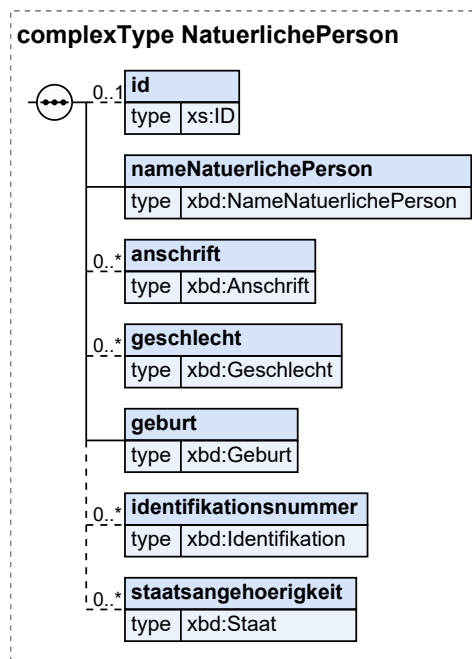 complexType NatuerlichePerson
0..1 id
type xs:ID
nameNatuerlichePerson
type xbd:NameNatuerlichePerson
0..* anschrift
type xbd:Anschrift
0..* geschlecht
type xbd:Geschlecht
geburt
type xbd:Geburt
0..* identifikationsnummer
type xbd:Identifikation
0..* staatsangehoerigkeit
type xbd:Staat